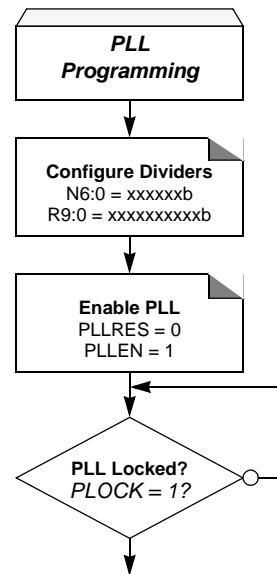 PLL
Programming
Configure Dividers
N6:0 = xxxxxxb
R9:0 = xxxxxxxxxxb
Enable PLL
PLLRES = 0
PLLEN = 1
PLL Locked?
PLOCK = 1?